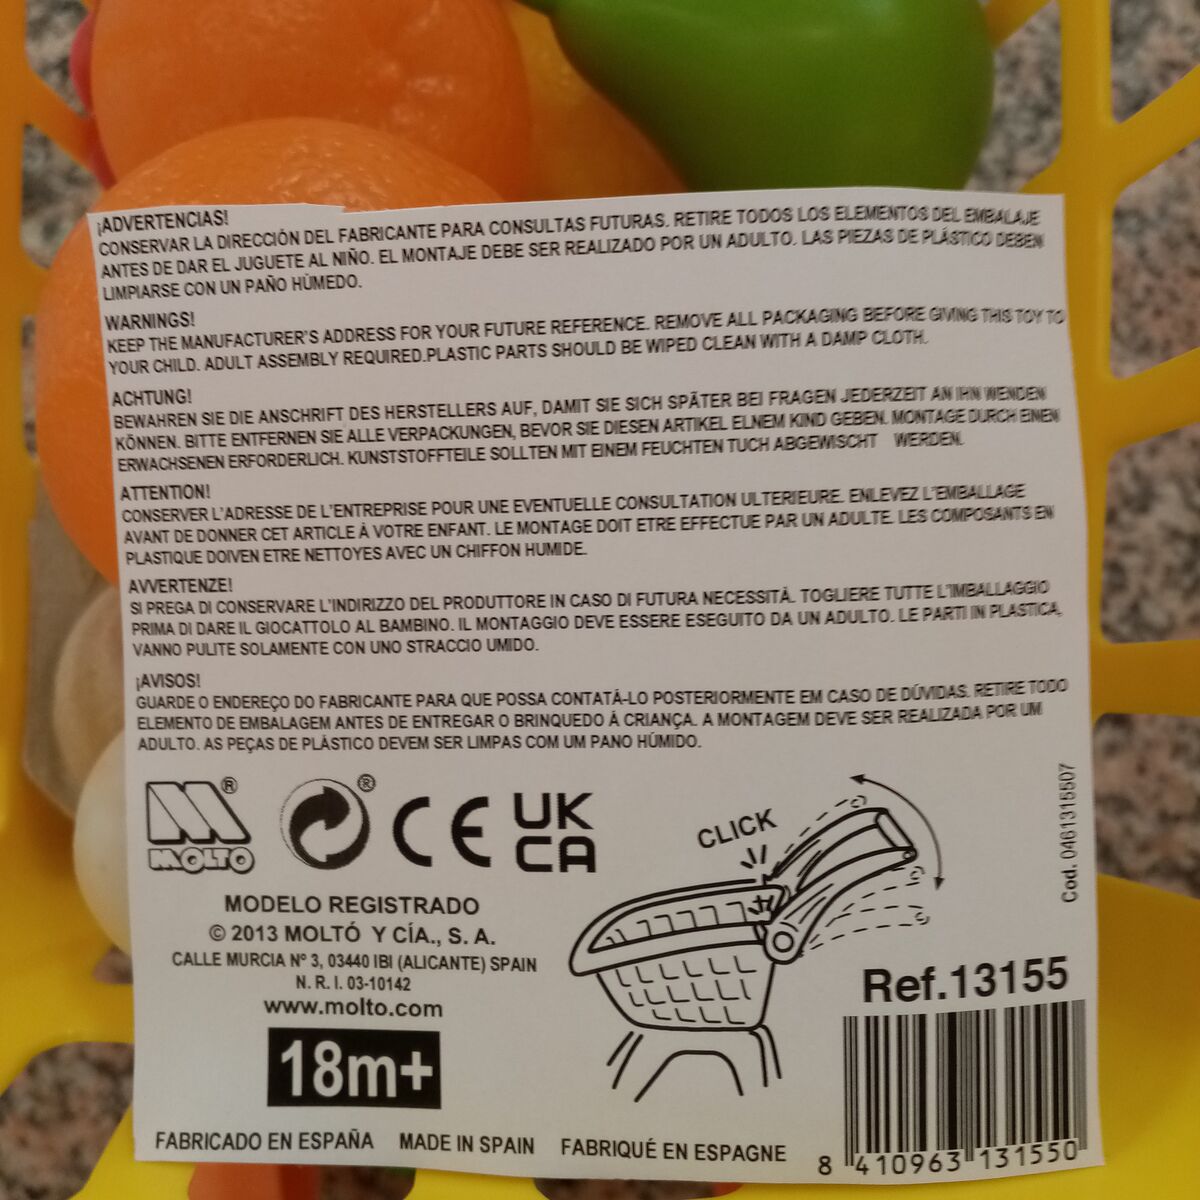 ¡ADVERTENCIAS!
CONSERVAR LA DIRECCIÓN DEL FABRICANTE PARA CONSULTAS FUTURAS. RETIRE TODOS LOS ELEMENTOS DEL EMBALAJE
ANTES DE DAR EL JUGUETE AL NIÑO. EL MONTAJE DEBE SER REALIZADO POR UN ADULTO. LAS PIEZAS DE PLÁSTICO DEBEN
LIMPIARSE CON UN PAÑO HÚMEDO.
WARNINGS!
KEEP THE MANUFACTURER'S ADDRESS FOR YOUR FUTURE REFERENCE. REMOVE ALL PACKAGING BEFORE GIVING THIS TOY TO
YOUR CHILD. ADULT ASSEMBLY REQUIRED.PLASTIC PARTS SHOULD BE WIPED CLEAN WITH A DAMP CLOTH.
ACHTUNG!
BEWAHREN SIE DIE ANSCHRIFT DES HERSTELLERS AUF, DAMIT SIE SICH SPÄTER BEI FRAGEN JEDERZEIT AN IHN WENDEN
KÖNNEN. BITTE ENTFERNEN SIE ALLE VERPACKUNGEN, BEVOR SIE DIESEN ARTIKEL ELNEM KIND GEBEN. MONTAGE DURCH EINEN
ERWACHSENEN ERFORDERLICH. KUNSTSTOFFTEILE SOLLTEN MIT EINEM FEUCHTEN TUCH ABGEWISCHT WERDEN.
ATTENTION!
CONSERVER L'ADRESSE DE L'ENTREPRISE POUR UNE EVENTUELLE CONSULTATION ULTERIEURE. ENLEVEZ L'EMBALLAGE
AVANT DE DONNER CET ARTICLE À VOTRE ENFANT. LE MONTAGE DOIT ETRE EFFECTUE PAR UN ADULTE. LES COMPOSANTS EN
PLASTIQUE DOIVEN ETRE NETTOYES AVEC UN CHIFFON HUMIDE.
AVVERTENZE!
SI PREGA DI CONSERVARE L'INDIRIZZO DEL PRODUTTORE IN CASO DI FUTURA NECESSITÀ. TOGLIERE TUTTE L'IMBALLAGGIO
PRIMA DI DARE IL GIOCATTOLO AL BAMBINO. IL MONTAGGIO DEVE ESSERE ESEGUITO DA UN ADULTO. LE PARTI IN PLASTICA,
VANNO PULITE SOLAMENTE CON UNO STRACCIO UMIDO.
¡AVISOS!
GUARDE O ENDEREÇO DO FABRICANTE PARA QUE POSSA CONTATÁ-LO POSTERIORMENTE EM CASO DE DÚVIDAS. RETIRE TODO
ELEMENTO DE EMBALAGEM ANTES DE ENTREGAR O BRINQUEDO À CRIANÇA. A MONTAGEM DEVE SER REALIZADA POR UM
ADULTO. AS PEÇAS DE PLÁSTICO DEVEM SER LIMPAS COM UM PANO HÚMIDO.
M®
MOLTO
®
CE
UK
CA
CLICK
Cod. 0461315507
MODELO REGISTRADO
© 2013 MOLTÓ Y CÍA., S. A.
CALLE MURCIA Nº 3, 03440 IBI (ALICANTE) SPAIN
N. R. I. 03-10142
www.molto.com
18m+
Ref.13155
FABRICADO EN ESPAÑA MADE IN SPAIN FABRIQUÉ EN ESPAGNE
8 410963 131550